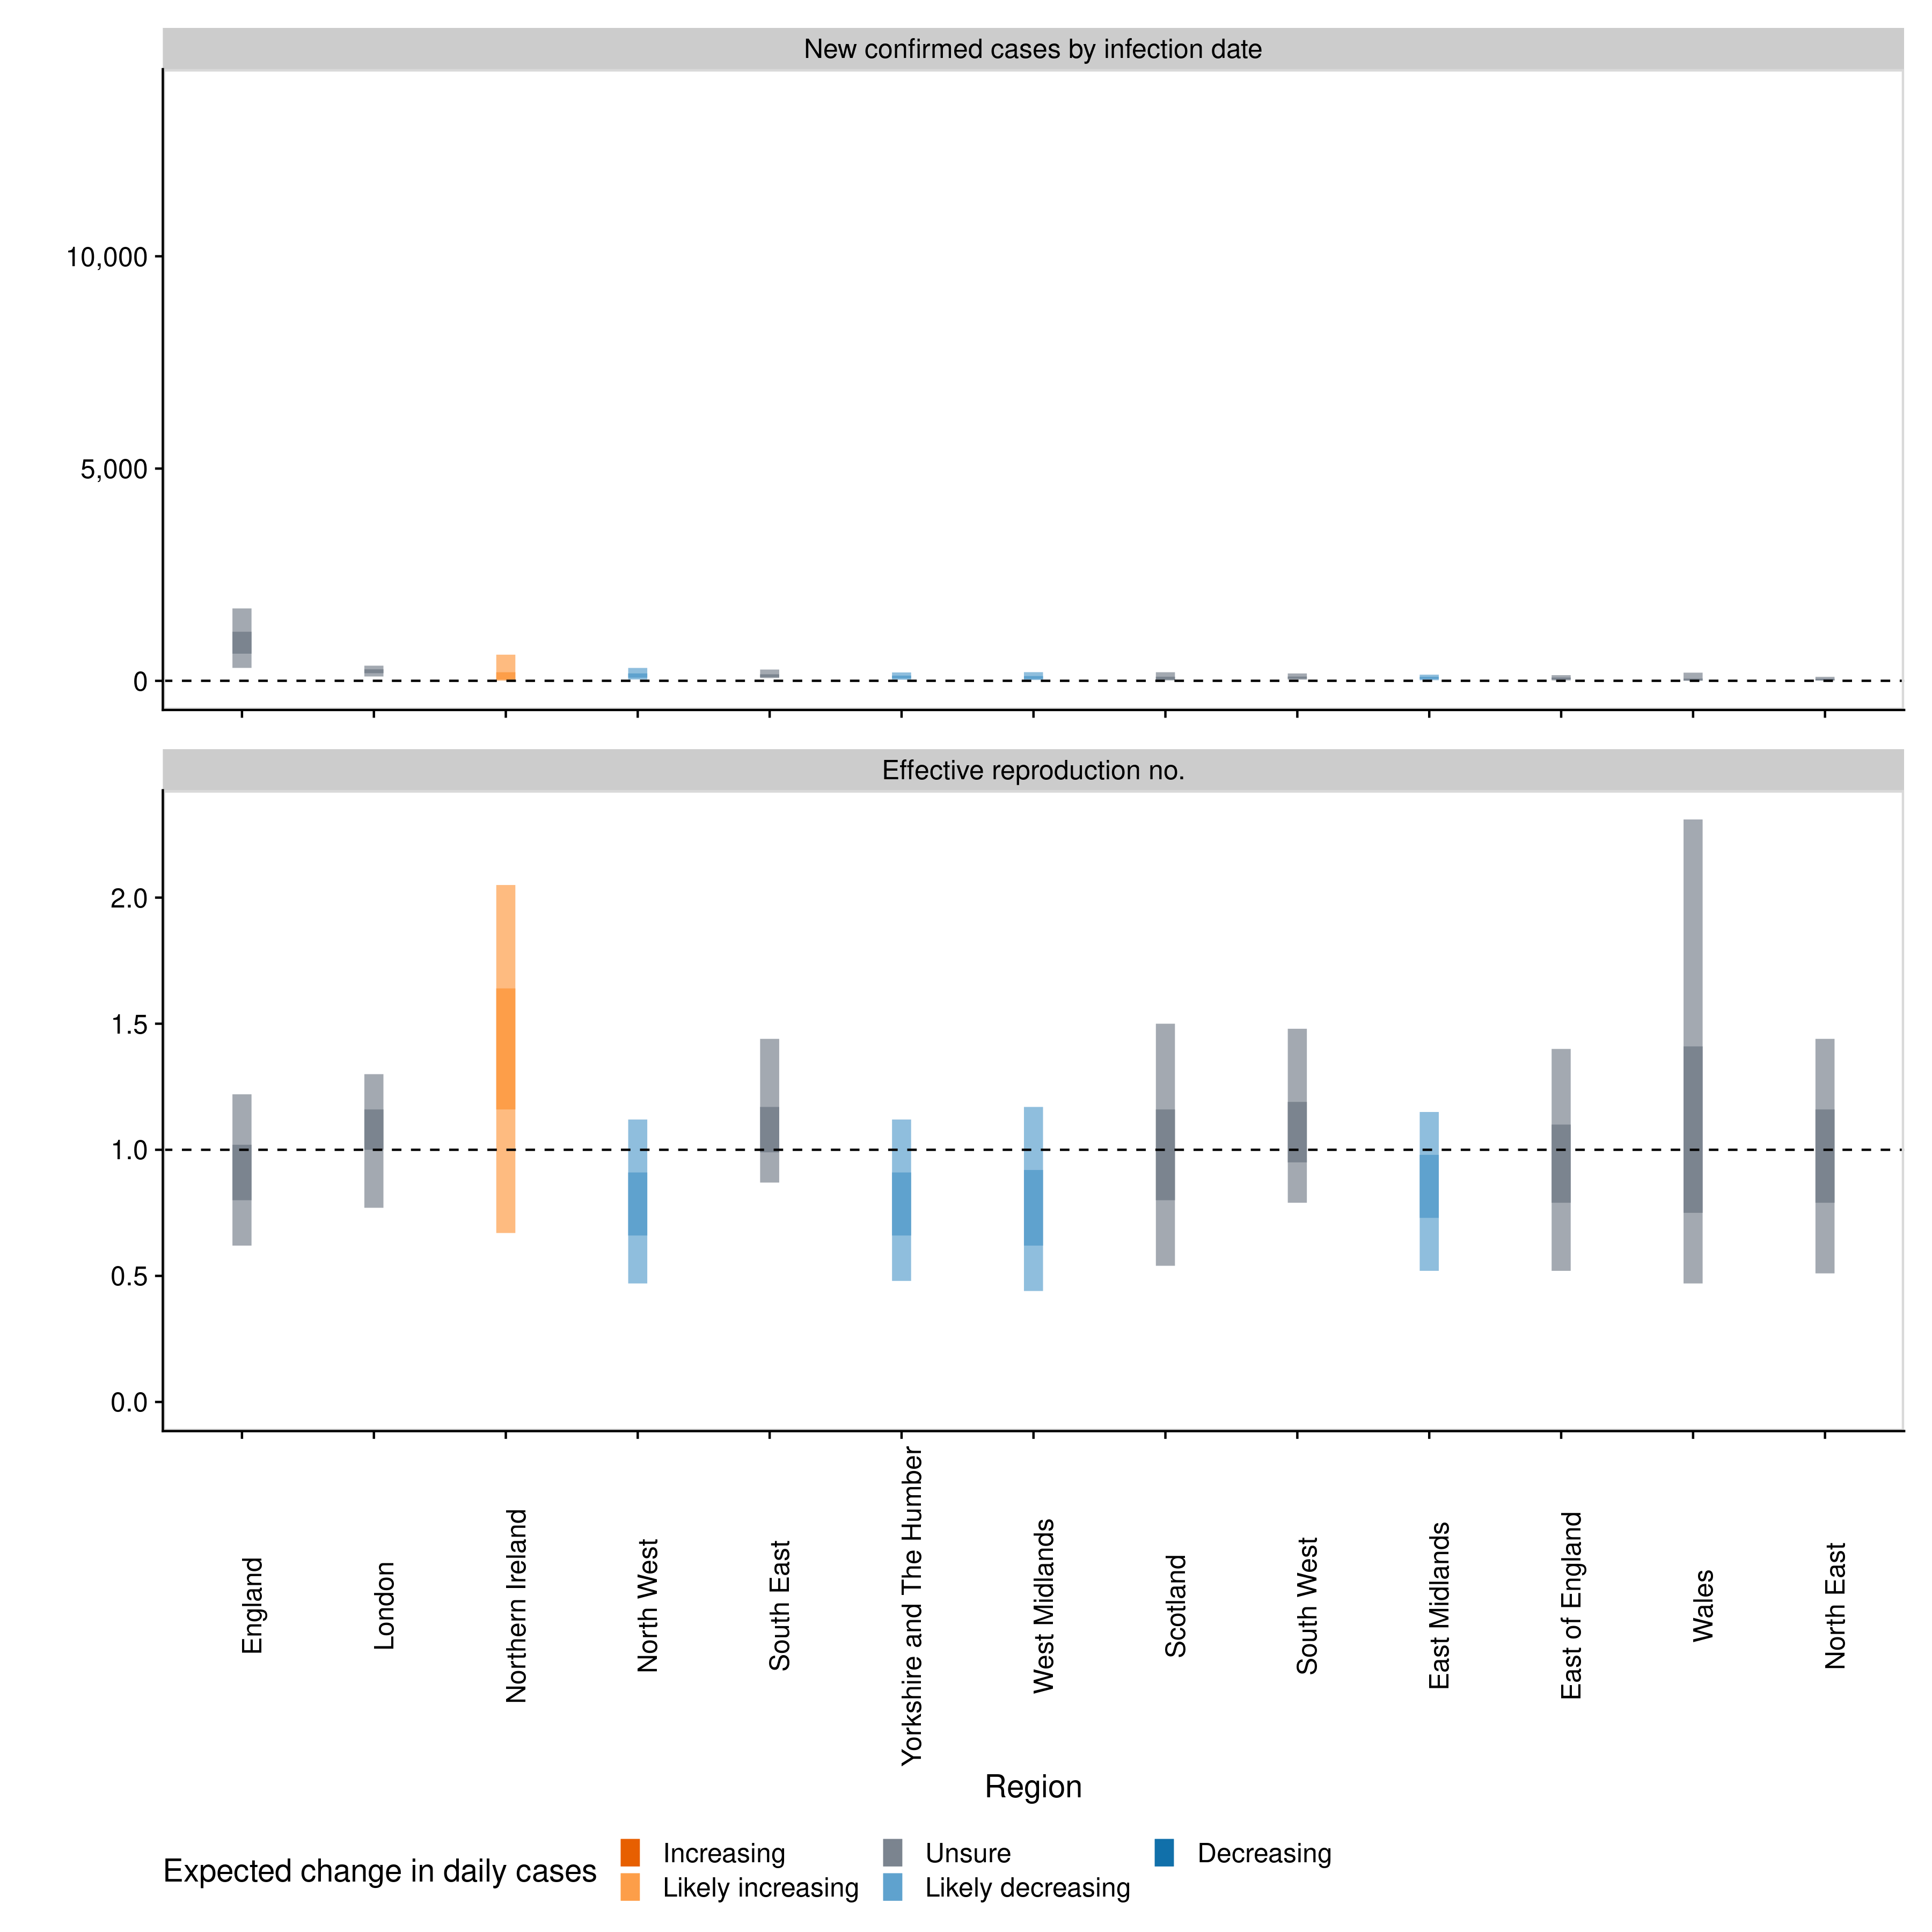 New confirmed cases by infection date
10,000
5,000
0
Effective reproduction no.
2.0
1.5
1.0
0.5
0.0
England
London
Northern Ireland
North West
South East
Yorkshire and The Humber
West Midlands
Scotland
South West
East Midlands
East of England
Wales
North East
Region
Expected change in daily cases
Increasing
Likely increasing
Unsure
Likely decreasing
Decreasing